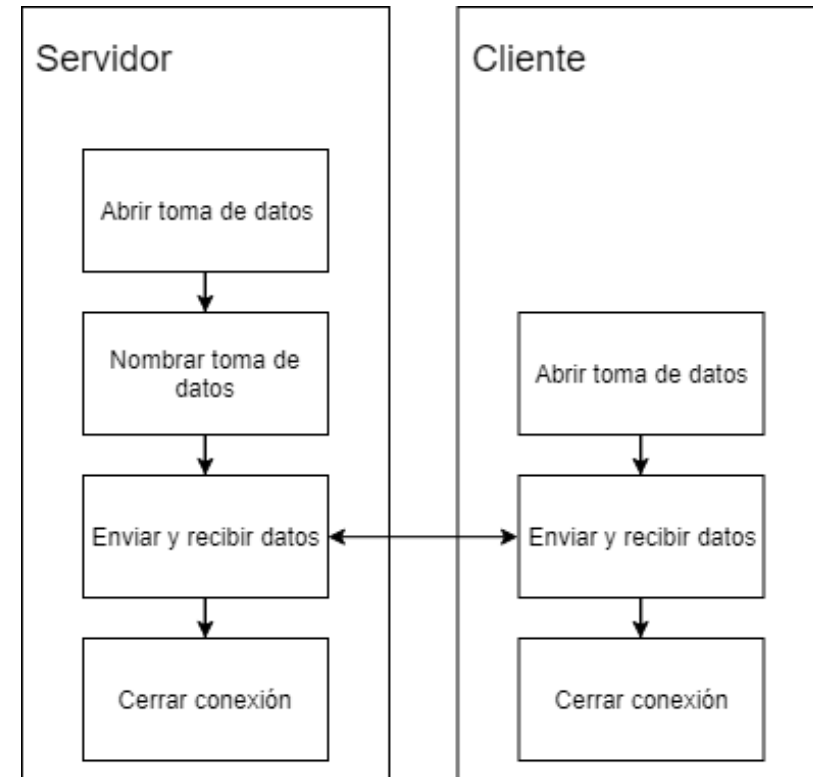 Servidor
Abrir toma de datos
Nombrar toma de
datos
Enviar y recibir datos
Cerrar conexión
Cliente
Abrir toma de datos
Enviar y recibir datos
Cerrar conexión